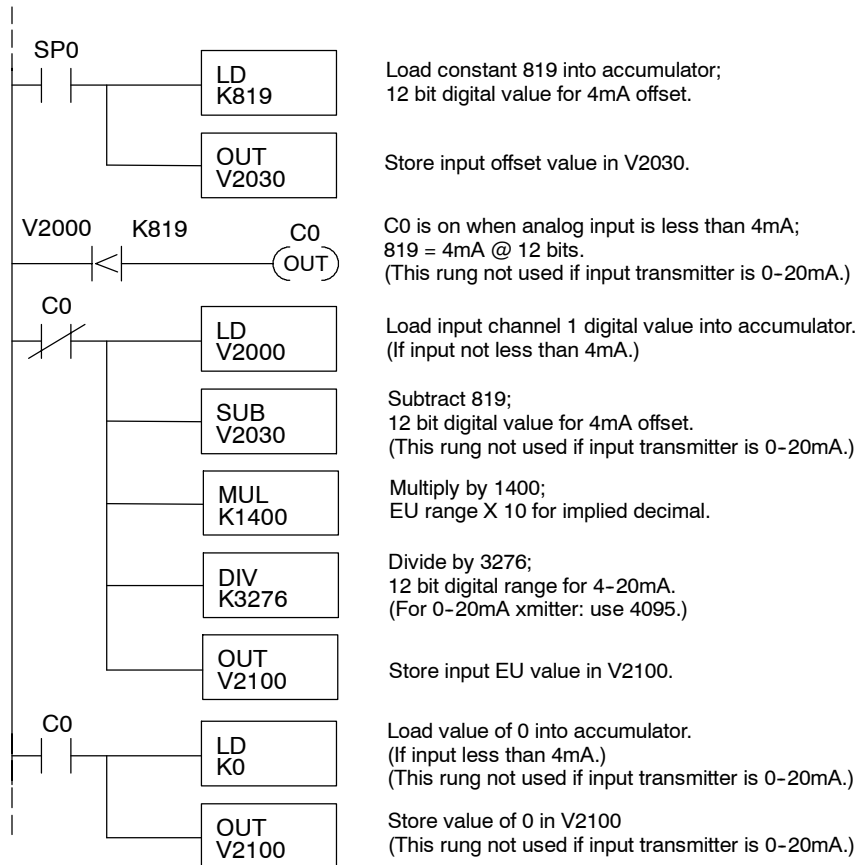 SP0
LD
K819
Load constant 819 into accumulator;
12 bit digital value for 4mA offset.
OUT
V2030
Store input offset value in V2030.
V2000 K819 C0
<
OUT
C0 is on when analog input is less than 4mA;
819 = 4mA @ 12 bits.
(This rung not used if input transmitter is 0-20mA.)
C0
LD
V2000
Load input channel 1 digital value into accumulator.
(If input not less than 4mA.)
SUB
V2030
Subtract 819;
12 bit digital value for 4mA offset.
(This rung not used if input transmitter is 0-20mA.)
MUL
K1400
Multiply by 1400;
EU range X 10 for implied decimal.
DIV
K3276
Divide by 3276;
12 bit digital range for 4-20mA.
(For 0-20mA xmitter: use 4095.)
OUT
V2100
Store input EU value in V2100.
C0
LD
K0
Load value of 0 into accumulator.
(If input less than 4mA.)
(This rung not used if input transmitter is 0-20mA.)
OUT
V2100
Store value of 0 in V2100
(This rung not used if input transmitter is 0-20mA.)